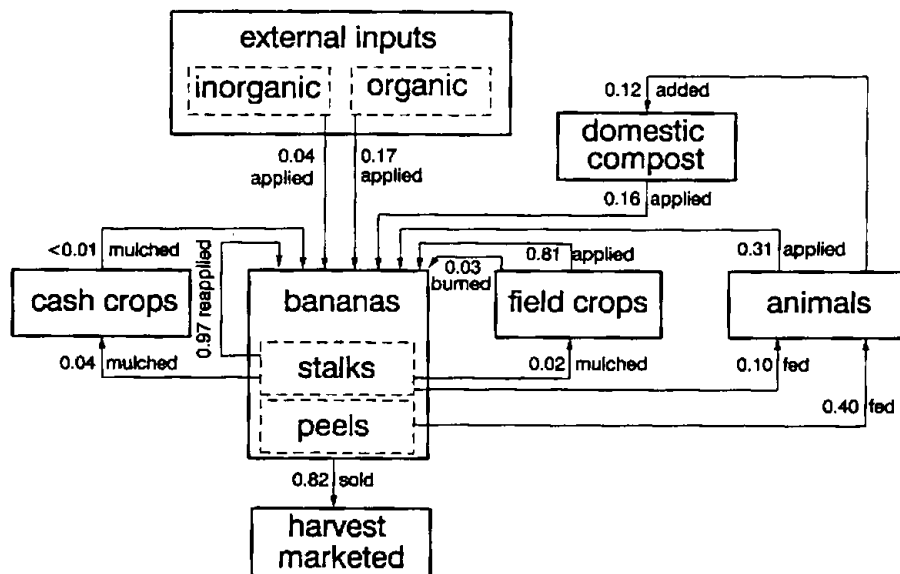 external inputs
inorganic organic
0.04 applied
0.17 applied
0.12 added
domestic
compost
0.16 applied
<0.01 mulched
0.97 reapplied
0.03 burned
0.81 applied
0.31 applied
cash crops
bananas
field crops
animals
0.04 mulched
stalks
0.02 mulched
0.10 fed
peels
0.40 fed
0.82 sold
harvest
marketed